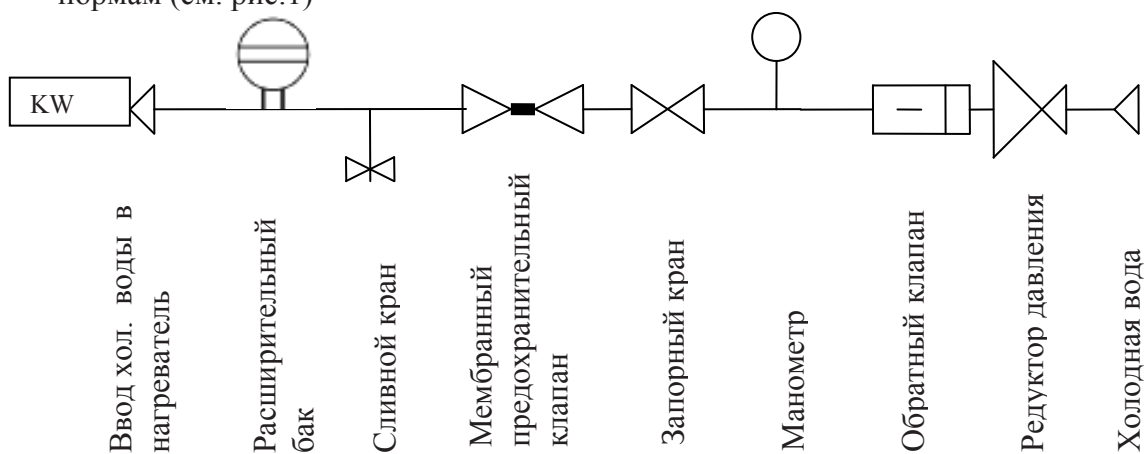 нормам (см. рис.1)
KW
Ввод хол. воды в
нагреватель
Расширительный
бак
Сливной кран
Мембранный
предохранительный
клапан
Запорный кран
Манометр
Обратный клапан
Редуктор давления
Холодная вода